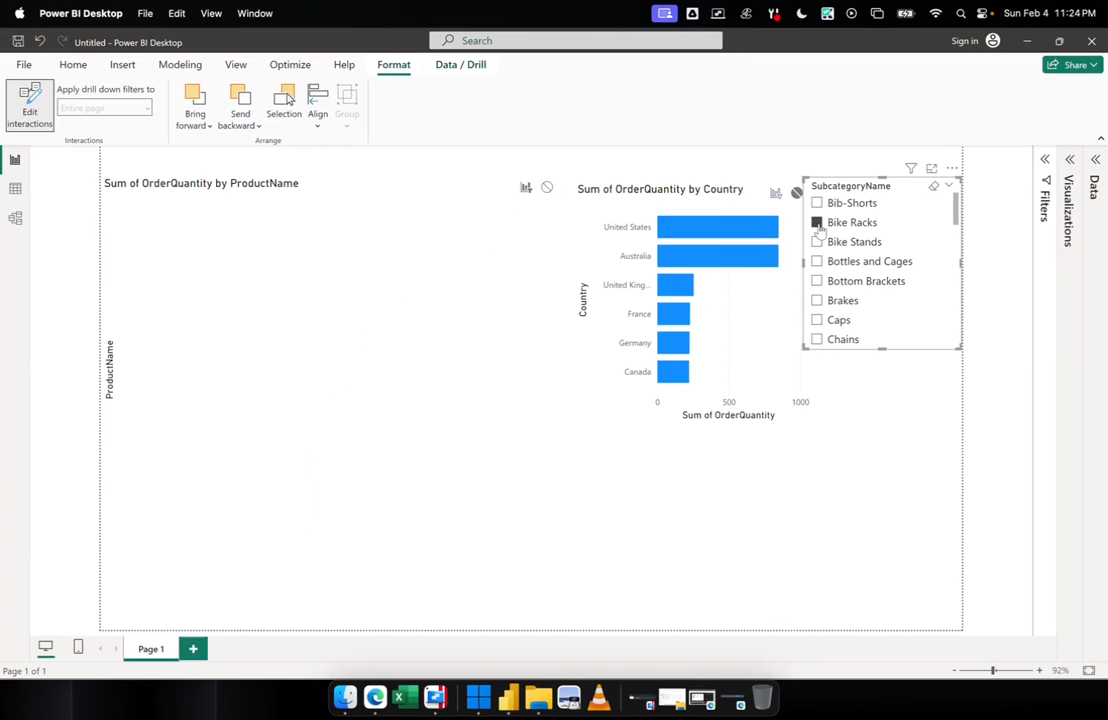 Power BI Desktop File Edit View Window Sun Feb 4 11:24 PM
Untitled - Power BI Desktop Search Sign in
File Home Insert Modeling View Optimize Help Format Data / Drill Share
Edit interactions
Apply drill down filters to
Entire page
Bring forward
Send backward
Selection
Align
Group
Interactions
Arrange
Sum of OrderQuantity by ProductName
ProductName
Sum of OrderQuantity by Country
Country
United States
Australia
United King...
France
Germany
Canada
0 500 1000
Sum of OrderQuantity
SubcategoryName
Bib-Shorts
Bike Racks
Bike Stands
Bottles and Cages
Bottom Brackets
Brakes
Caps
Chains
Filters
Visualizations
Data
Page 1
Page 1 of 1
92%